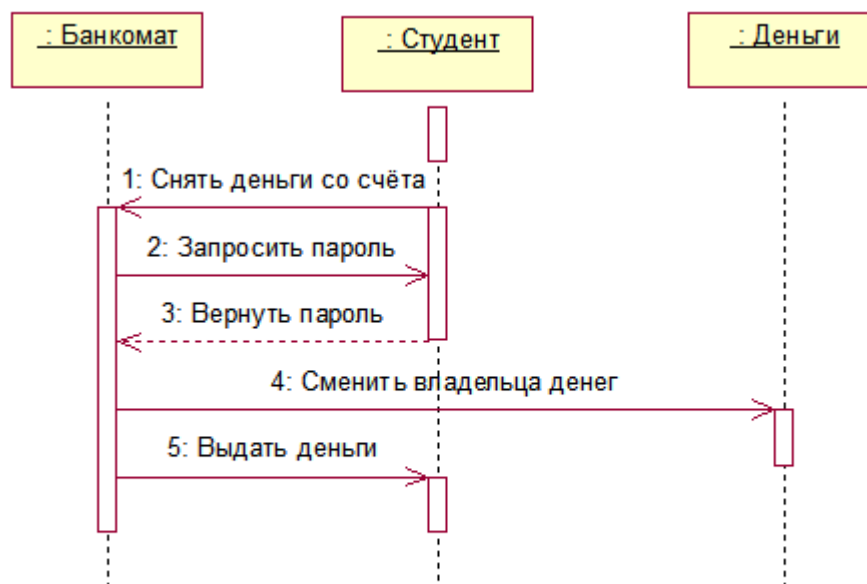 : Банкомат
: Студент
: Деньги
1: Снять деньги со счёта
2: Запросить пароль
3: Вернуть пароль
4: Сменить владельца денег
5: Выдать деньги